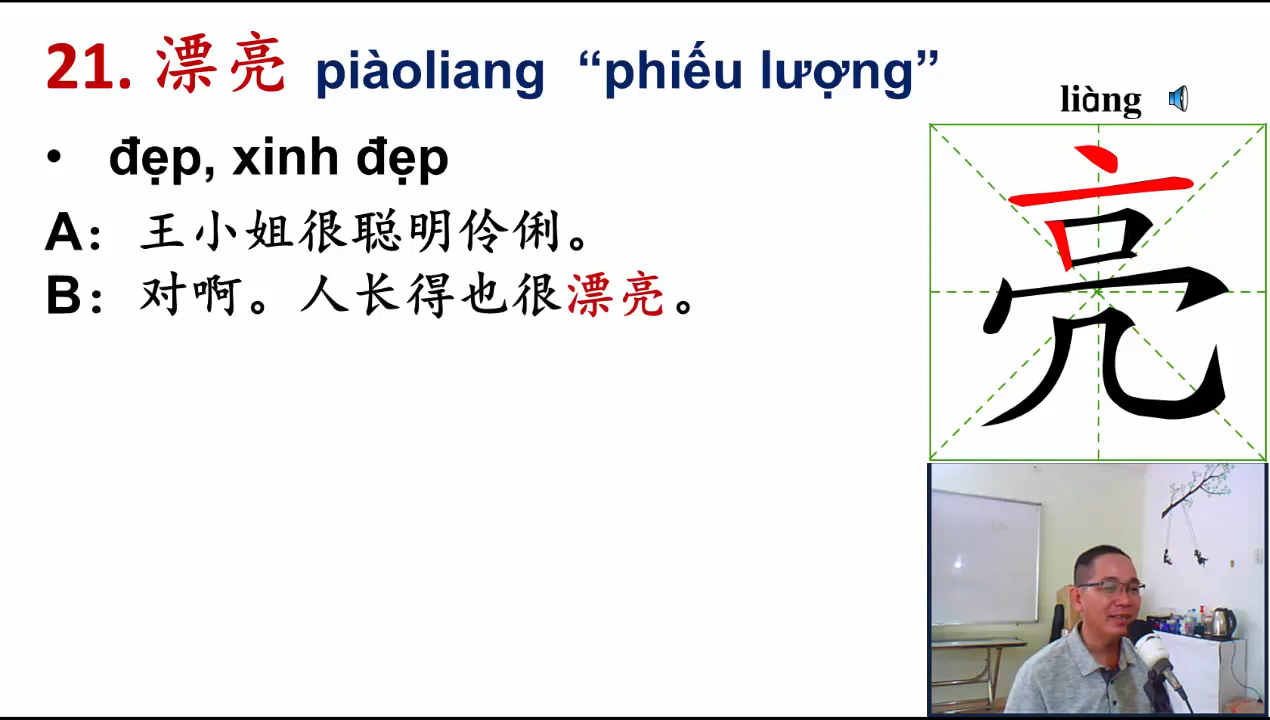 21. 漂亮 piàoliang “phiếu lượng”
liàng
• đẹp, xinh đẹp
亮
A：王小姐很聪明伶俐。
B：对啊。人长得也很漂亮。